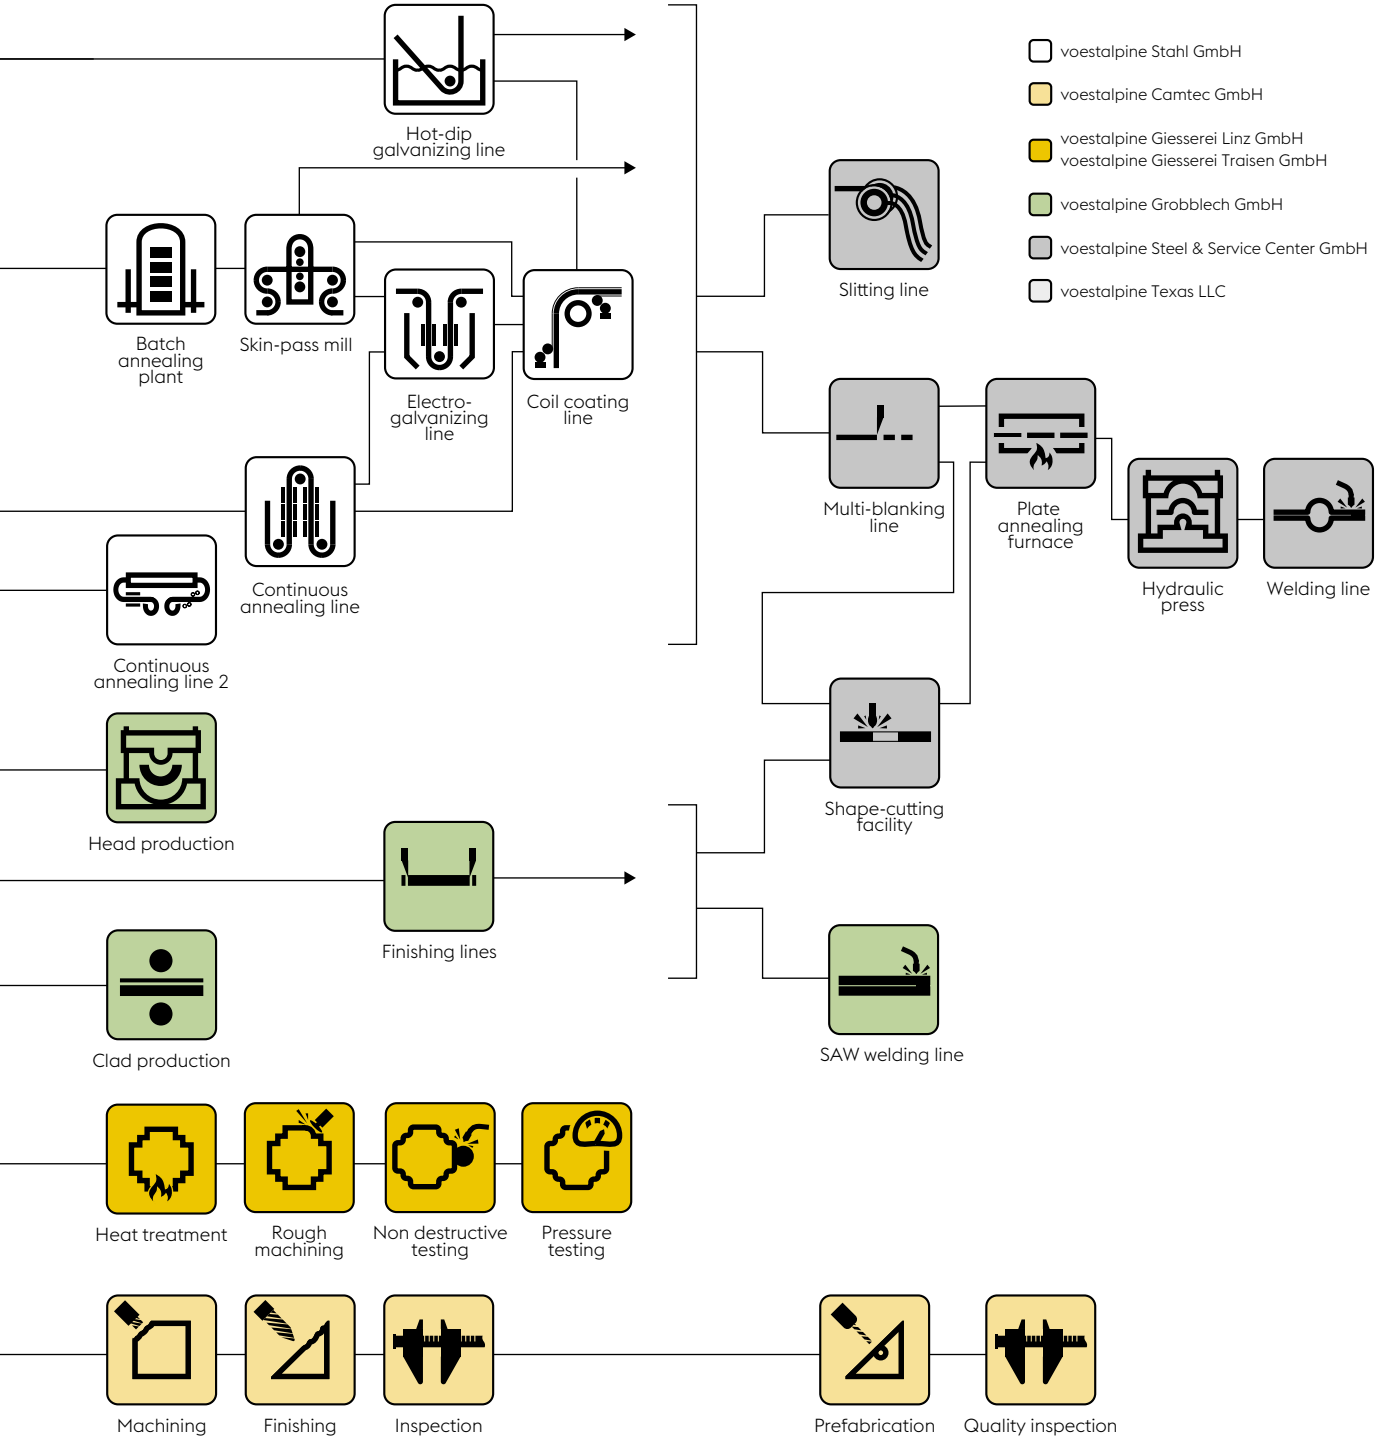 voestalpine Stahl GmbH
voestalpine Camtec GmbH
voestalpine Giesserei Linz GmbH
voestalpine Giesserei Traisen GmbH
voestalpine Grobblech GmbH
voestalpine Steel & Service Center GmbH
voestalpine Texas LLC
Hot-dip
galvanizing line
Batch
annealing
plant
Skin-pass mill
Electro-
galvanizing
line
Coil coating
line
Slitting line
Multi-blanking
line
Plate
annealing
furnace
Hydraulic
press
Welding line
Continuous
annealing line
Continuous
annealing line 2
Head production
Shape-cutting
facility
Finishing lines
Clad production
SAW welding line
Heat treatment
Rough
machining
Non destructive
testing
Pressure
testing
Machining
Finishing
Inspection
Prefabrication
Quality inspection